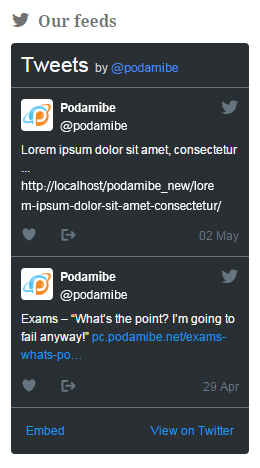 Our feeds
Tweets by @podamibe
Podamibe
@podamibe
Lorem ipsum dolor sit amet, consectetur
...
http://localhost/podamibe_new/lore
m-ipsum-dolor-sit-amet-consectetur/
02 May
Podamibe
@podamibe
Exams – “What’s the point? I’m going to
fail anyway!” pc.podamibe.net/exams-
whats-po…
29 Apr
Embed View on Twitter